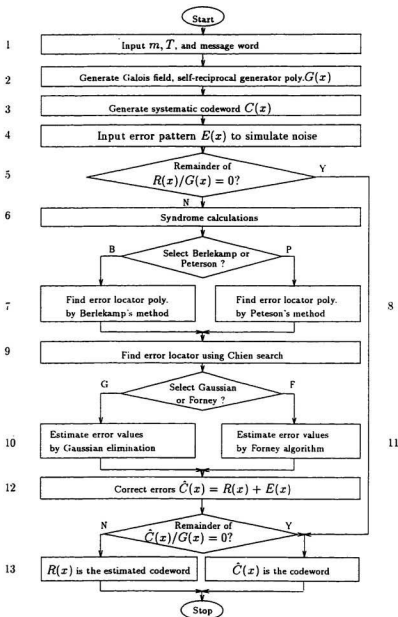 Start
1
Input m, T, and message word
2
Generate Galois field, self-reciprocal generator poly.G(x)
3
Generate systematic codeword C(x)
4
Input error pattern E(x) to simulate noise
5
Remainder of
R(x)/G(x) = 0?
Y
N
6
Syndrome calculations
B
Select Berlekamp or
Peterson ?
P
7
Find error locator poly.
by Berlekamp's method
Find error locator poly.
by Peteson's method
8
9
Find error locator using Chien search
G
Select Gaussian
or Forney ?
F
10
Estimate error values
by Gaussian elimination
Estimate error values
by Forney algorithm
11
12
Correct errors Ĉ(x) = R(x) + E(x)
N
Remainder of
Ĉ(x)/G(x) = 0?
Y
13
R(x) is the estimated codeword
Ĉ(x) is the codeword
Stop